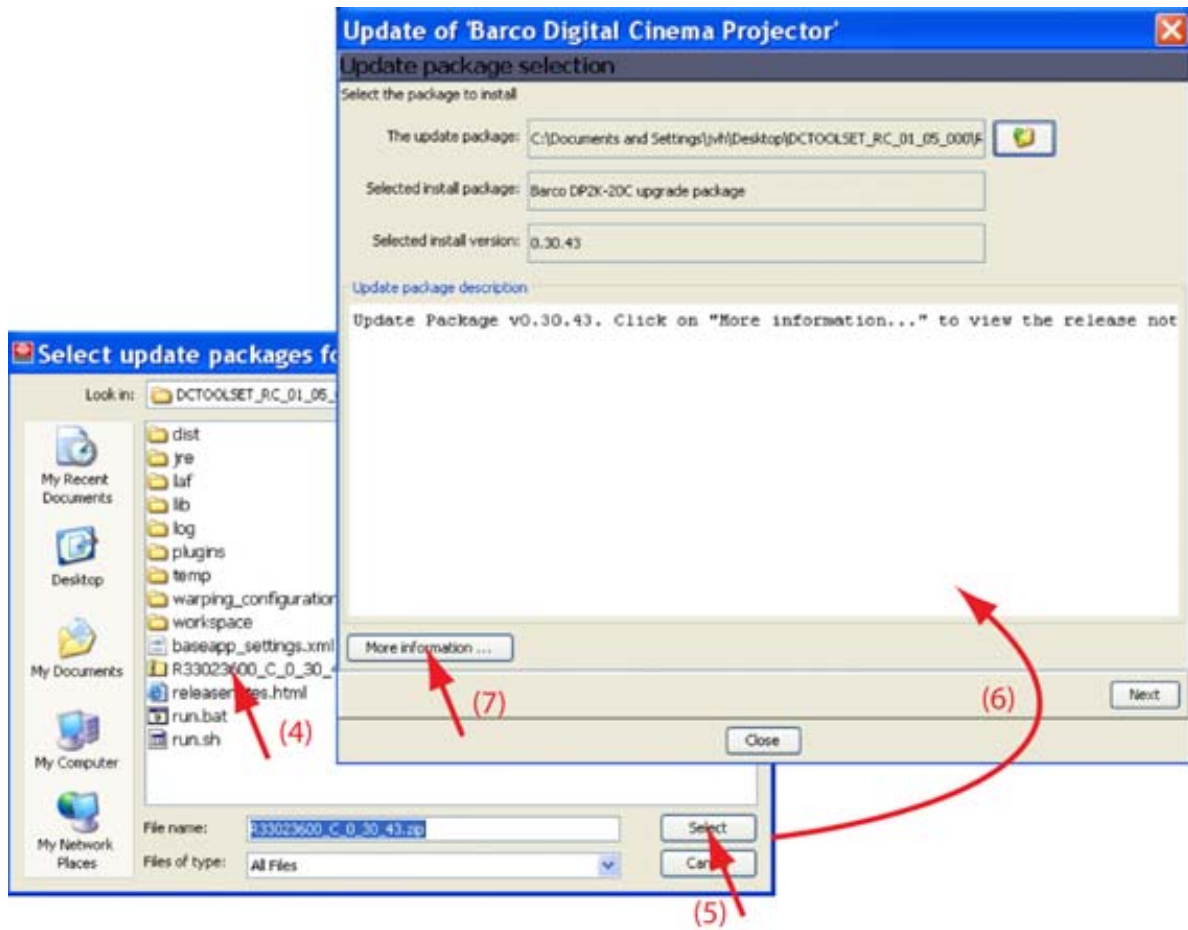 Update of 'Barco Digital Cinema Projector'
Update package selection
Select the package to install
The update package: C:\Documents and Settings\jvh\Desktop\DCTOOLSET_RC_01_05_000\R
Selected install package: Barco DP2K-20C upgrade package
Selected install version: 0.30.43
Update package description
Update Package v0.30.43. Click on "More information..." to view the release not
More information ...
(7)
(6)
Next
Close
Select update packages fo
Look in: DCTOOLSET_RC_01_05_
My Recent
Documents
Desktop
My Documents
My Computer
My Network
Places
dist
jre
laf
lib
log
plugins
temp
warping_configuration
workspace
baseapp_settings.xml
R33023600_C_0_30_4
releasenotes.html
run.bat
run.sh
(4)
File name: R33023600_C_0_30_43.zip
Select
Files of type: All Files
Cancel
(5)